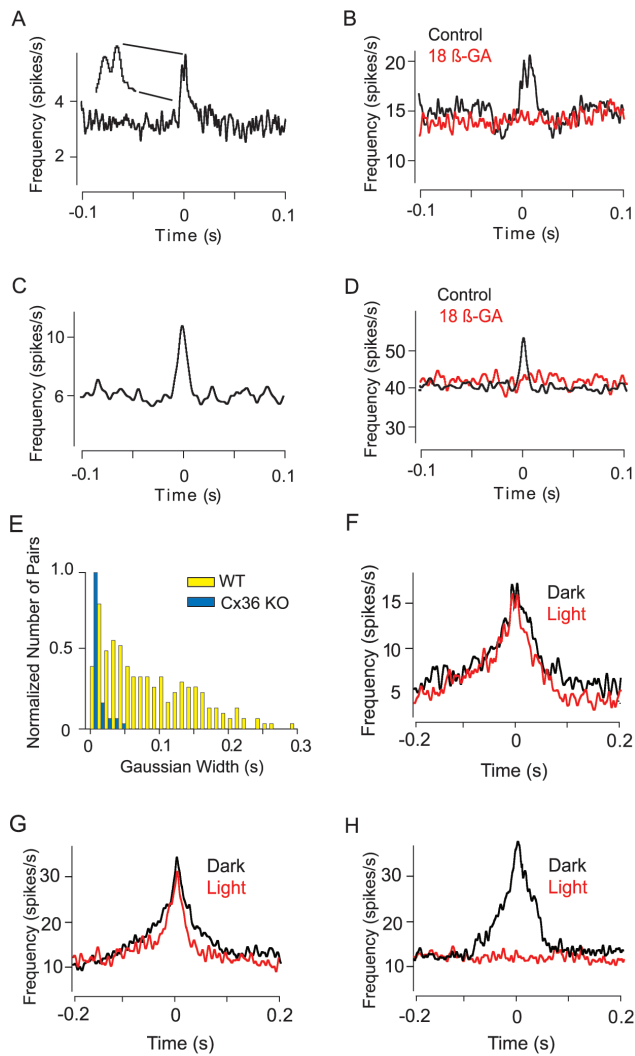 A
Frequency (spikes/s)
4
2
-0.1
0
0.1
Time (s)
B
Control
18 ß-GA
Frequency (spikes/s)
20
15
10
-0.1
0
0.1
Time (s)
C
Frequency (spikes/s)
10
6
-0.1
0
0.1
Time (s)
D
Control
18 ß-GA
Frequency (spikes/s)
50
40
30
-0.1
0
0.1
Time (s)
E
Normalized Number of Pairs
1.0
0.5
0
WT
Cx36 KO
0
0.1
0.2
0.3
Gaussian Width (s)
F
Dark
Light
Frequency (spikes/s)
15
10
5
-0.2
0
0.2
Time (s)
G
Dark
Light
Frequency (spikes/s)
30
20
10
-0.2
0
0.2
Time (s)
H
Dark
Light
Frequency (spikes/s)
30
20
10
-0.2
0
0.2
Time (s)